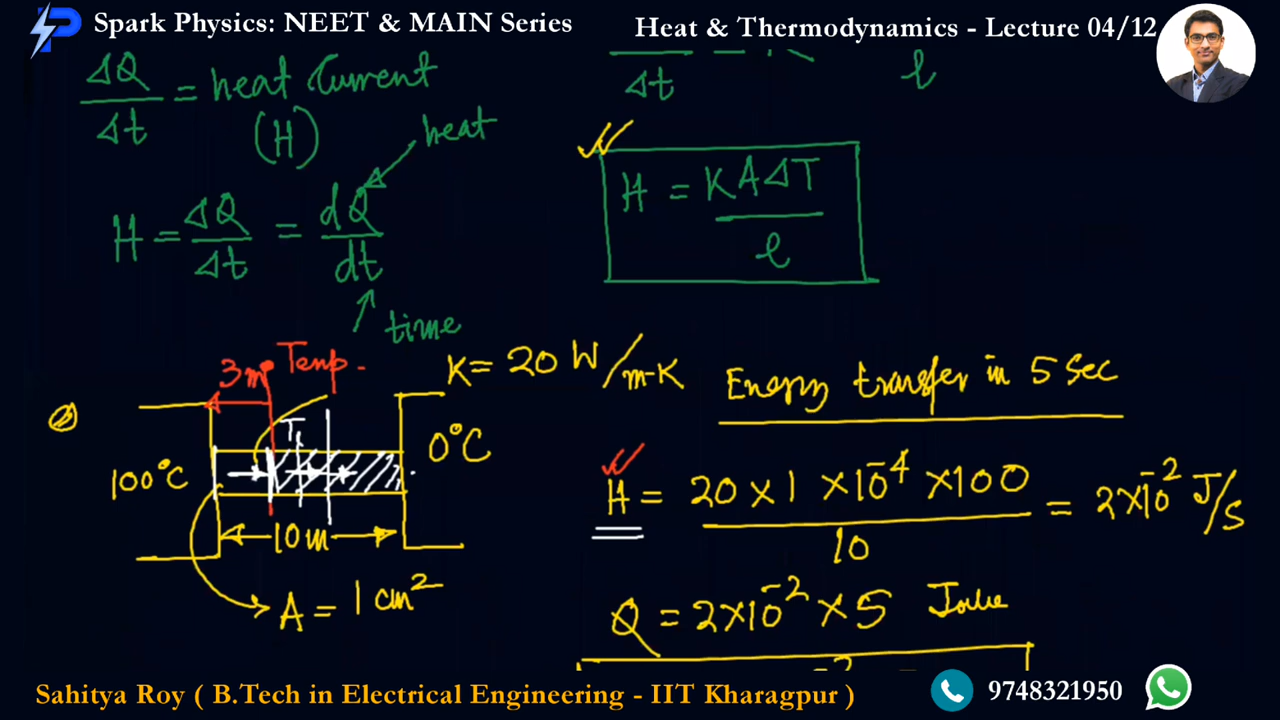 Spark Physics: NEET & MAIN Series
Heat & Thermodynamics - Lecture 04/12
ΔQ/Δt = heat Current
(H)
heat
H = ΔQ/Δt = dQ/dt
time
Δt l
H = KAΔT/l
3m Temp.
K = 20 W/m-K
Energy transfer in 5 Sec
T₁
100°C
0°C
10m
A = 1 cm²
H = 20 × 1 × 10⁻⁴ × 100/10 = 2×10⁻² J/s
Q = 2×10⁻² × 5 Joule
Sahitya Roy ( B.Tech in Electrical Engineering - IIT Kharagpur )
9748321950